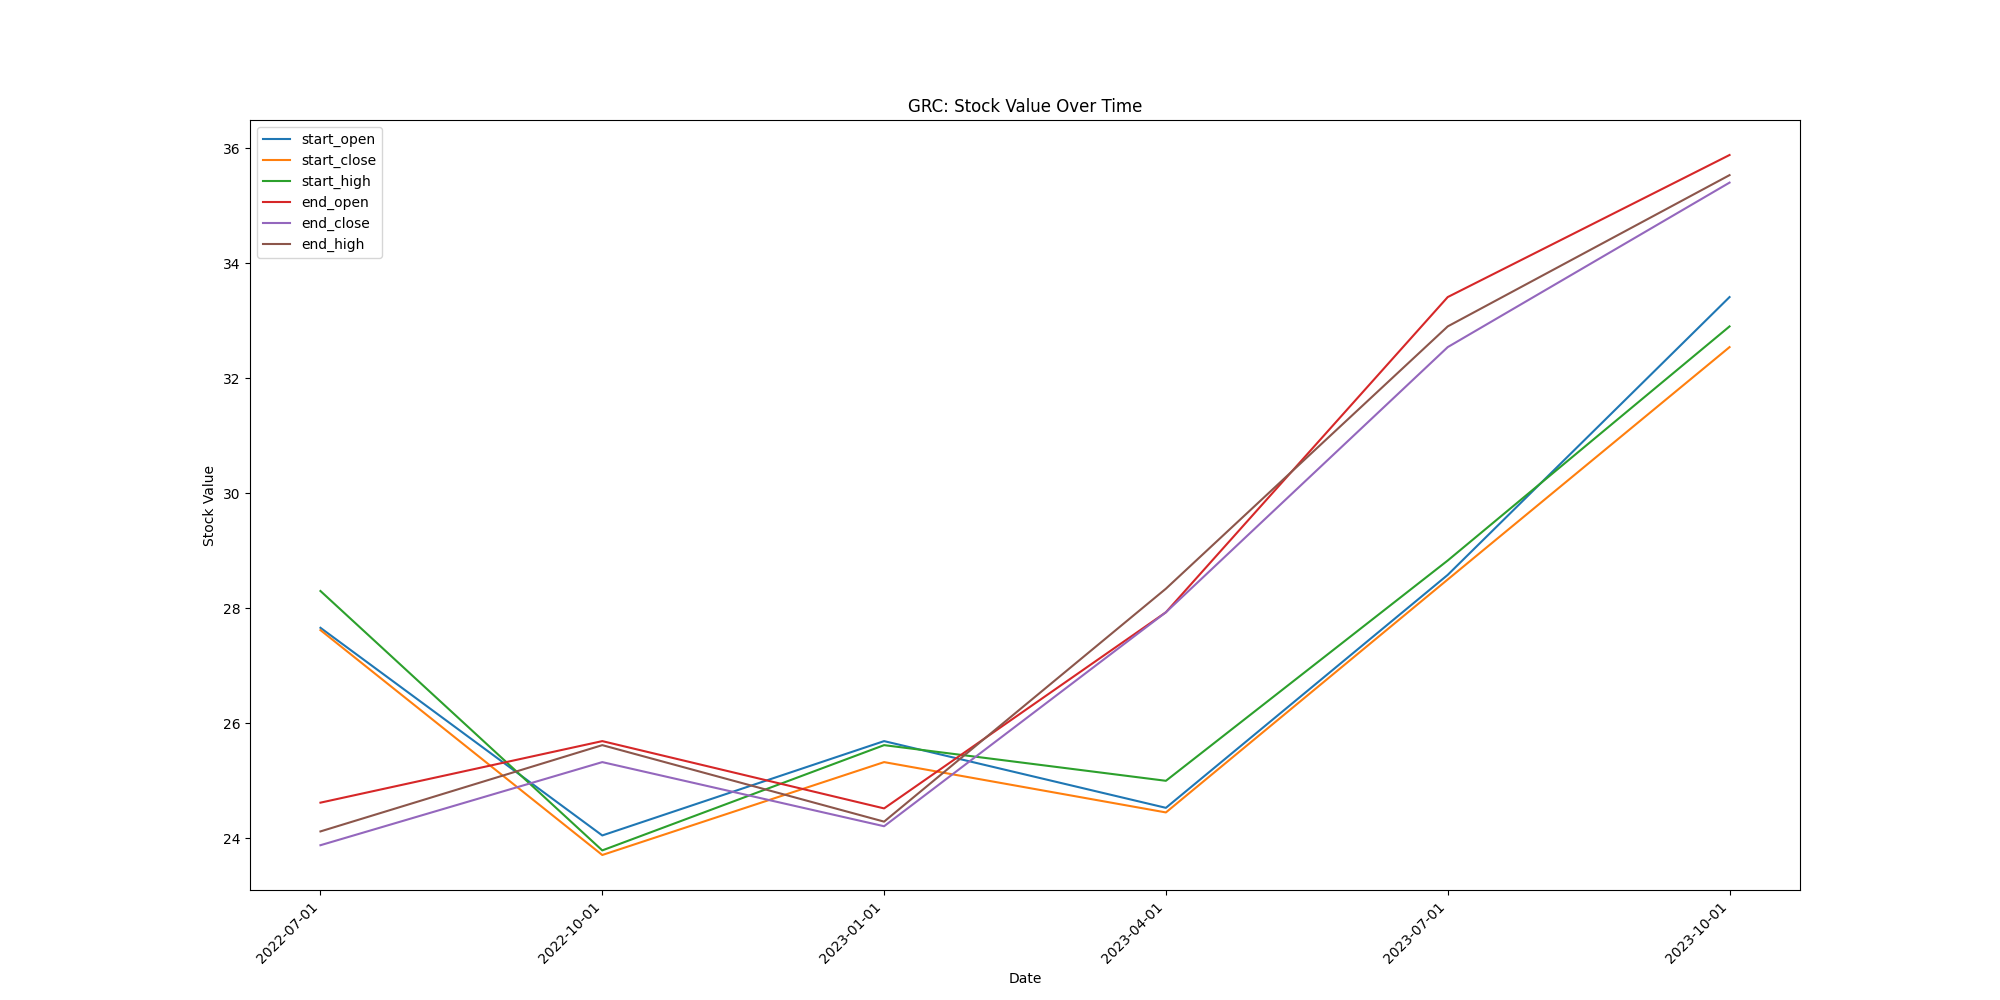 GRC: Stock Value Over Time
start_open
start_close
start_high
end_open
end_close
end_high
36
34
32
30
28
26
24
Stock Value
2022-07-01
2022-10-01
2023-01-01
2023-04-01
2023-07-01
2023-10-01
Date